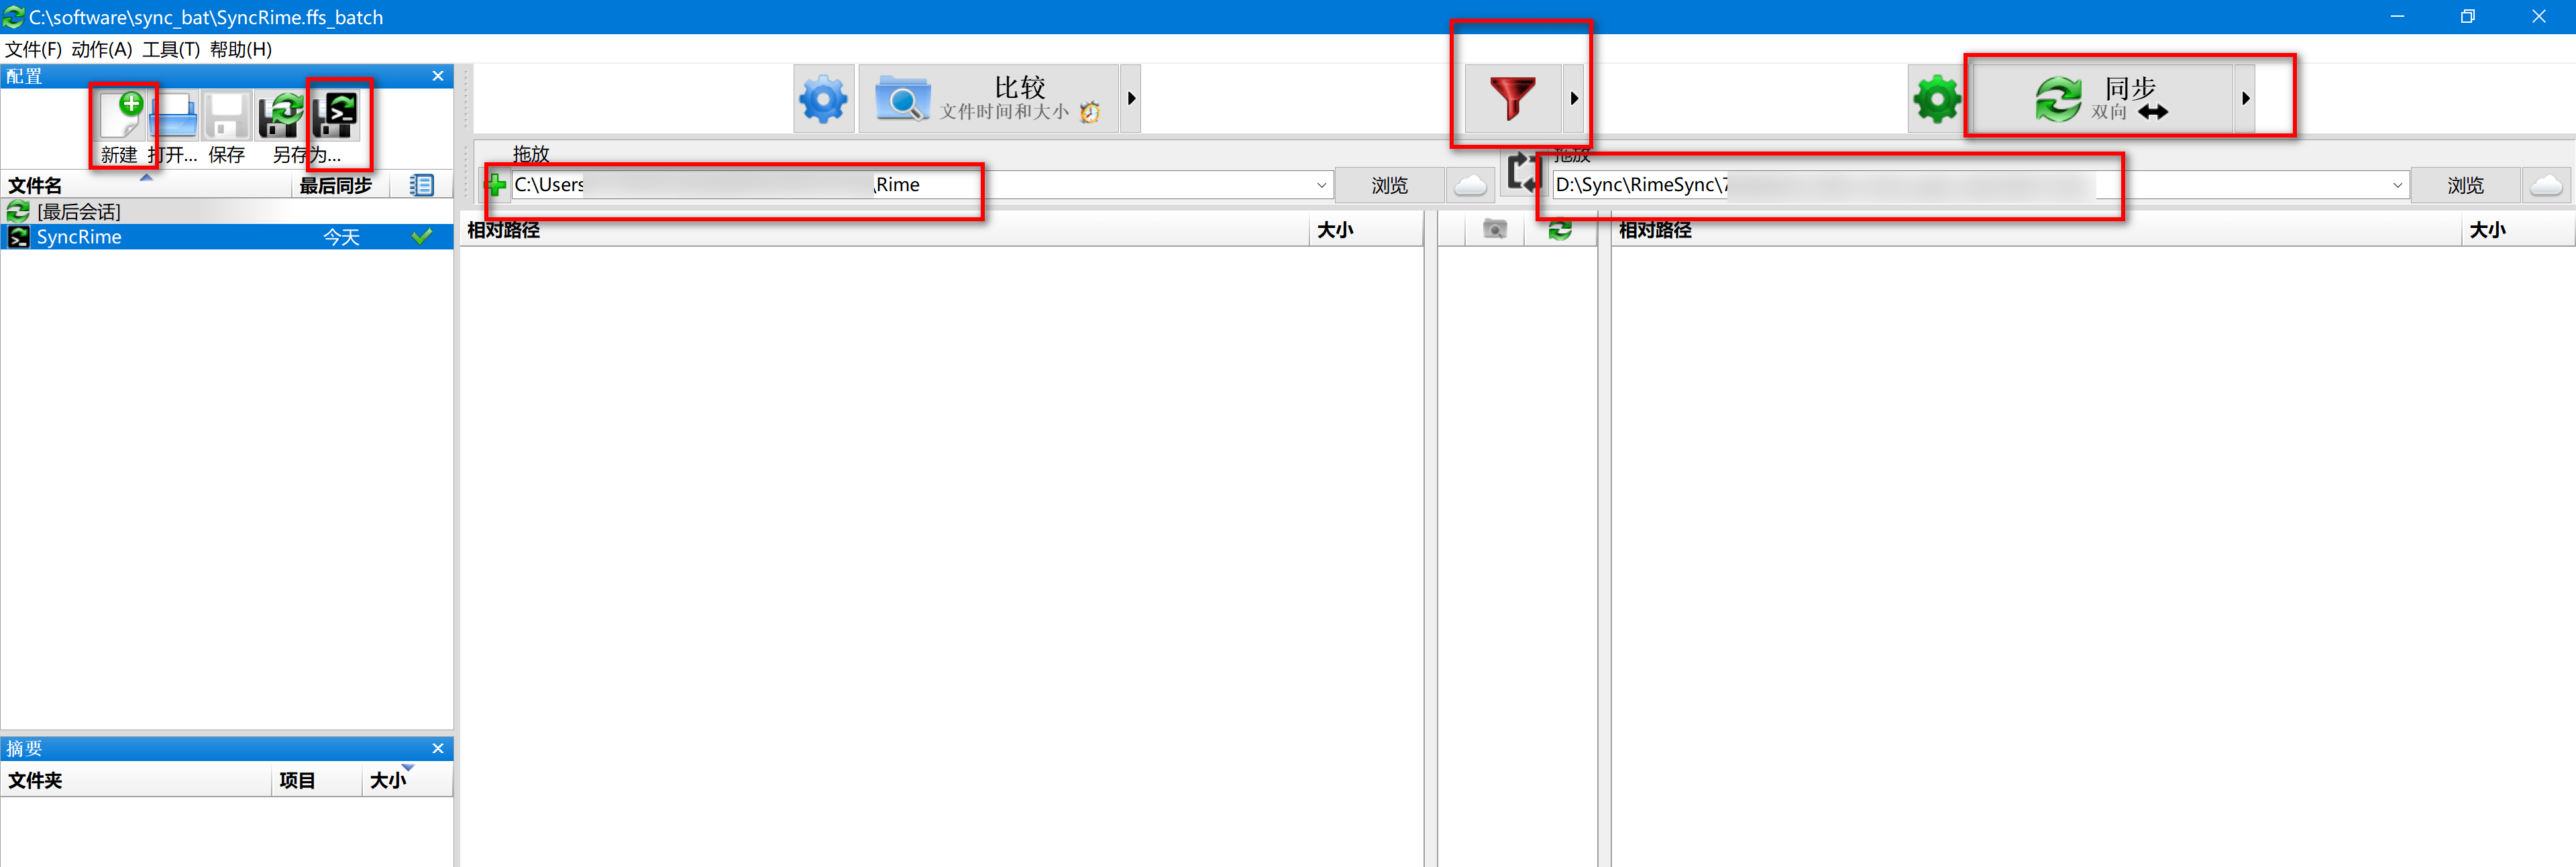 C:\software\sync_bat\SyncRime.ffs_batch
文件(F) 动作(A) 工具(T) 帮助(H)
配置
新建 打开... 保存 另存为...
文件名 最后同步
[最后会话]
SyncRime 今天
比较
文件时间和大小
同步
双向
拖放
C:\Users \Rime 浏览
拖放
D:\Sync\RimeSync\7 浏览
相对路径 大小 相对路径 大小
摘要
文件夹 项目 大小